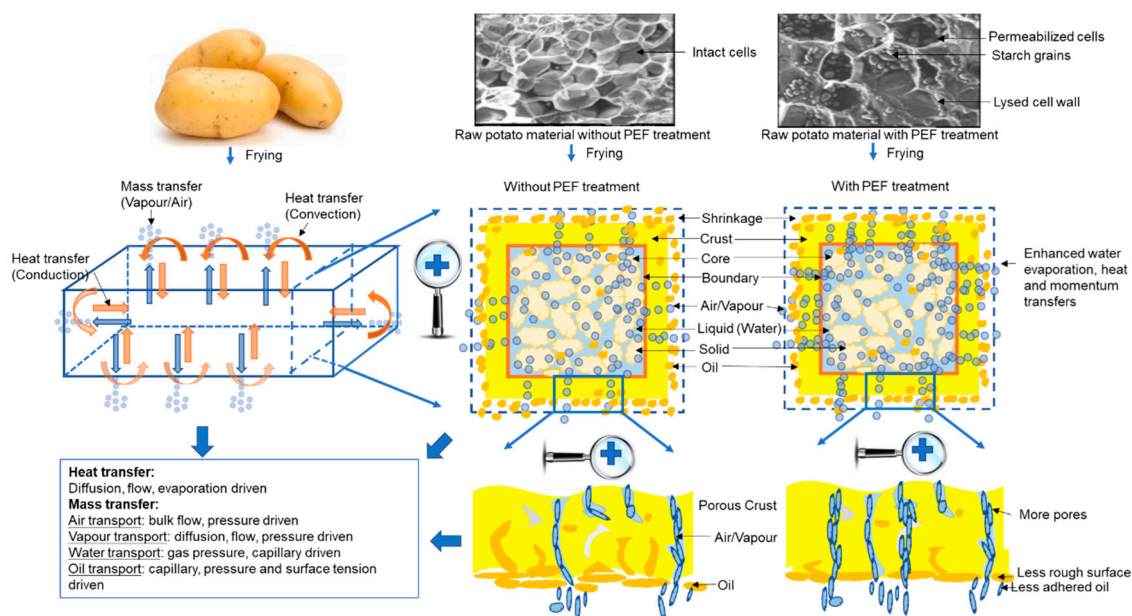 Intact cells
Permeabilized cells
Starch grains
Lysed cell wall
Raw potato material without PEF treatment
Raw potato material with PEF treatment
Frying
Frying
Frying
Mass transfer
(Vapour/Air)
Heat transfer
(Convection)
Heat transfer
(Conduction)
Without PEF treatment
With PEF treatment
Shrinkage
Crust
Core
Boundary
Air/Vapour
Liquid (Water)
Solid
Oil
Enhanced water
evaporation, heat
and momentum
transfers
Heat transfer:
Diffusion, flow, evaporation driven
Mass transfer:
Air transport: bulk flow, pressure driven
Vapour transport: diffusion, flow, pressure driven
Water transport: gas pressure, capillary driven
Oil transport: capillary, pressure and surface tension
driven
Porous Crust
Air/Vapour
Oil
More pores
Less rough surface
Less adhered oil